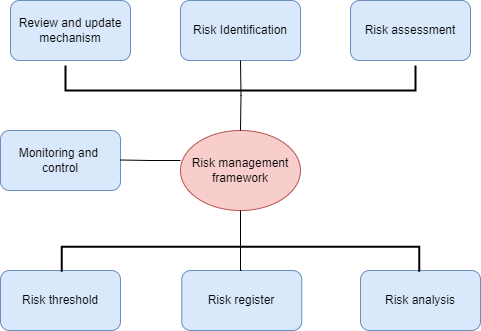 Review and update
mechanism
Risk Identification
Risk assessment
Monitoring and
control
Risk management
framework
Risk threshold
Risk register
Risk analysis